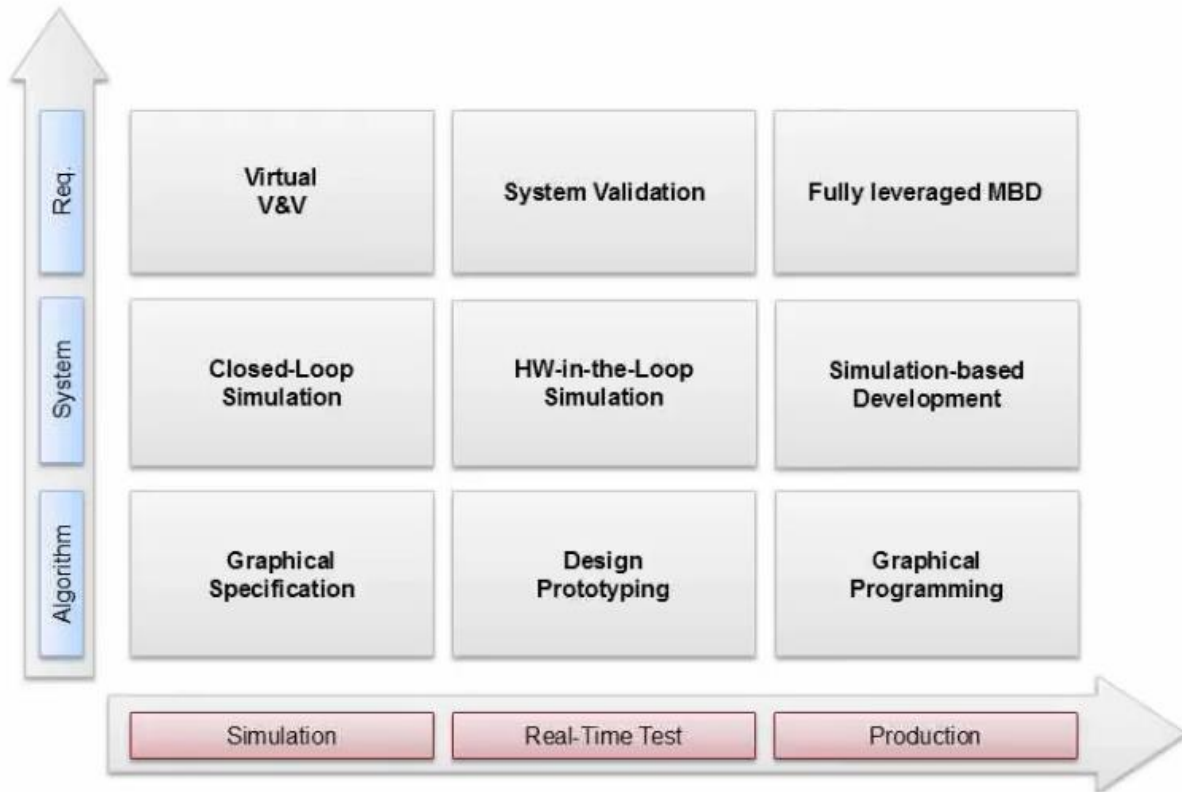 Req.
Virtual
V&V
System Validation
Fully leveraged MBD
System
Closed-Loop
Simulation
HW-in-the-Loop
Simulation
Simulation-based
Development
Algorithm
Graphical
Specification
Design
Prototyping
Graphical
Programming
Simulation
Real-Time Test
Production